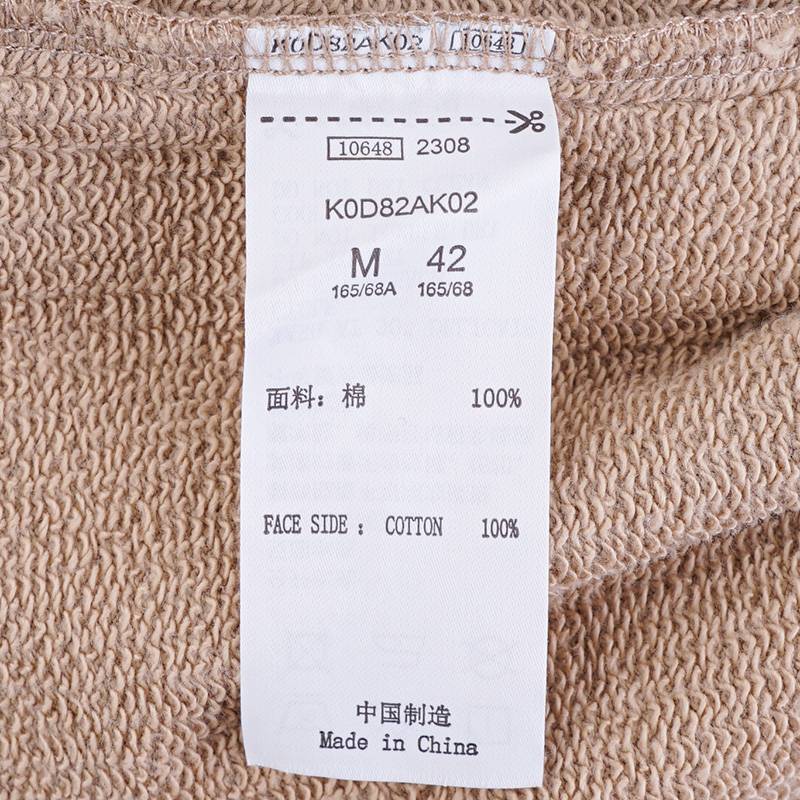 K0D82AK02 10648
10648 2308
K0D82AK02
M 42
165/68A 165/68
面料：棉 100%
FACE SIDE : COTTON 100%
中国制造
Made in China